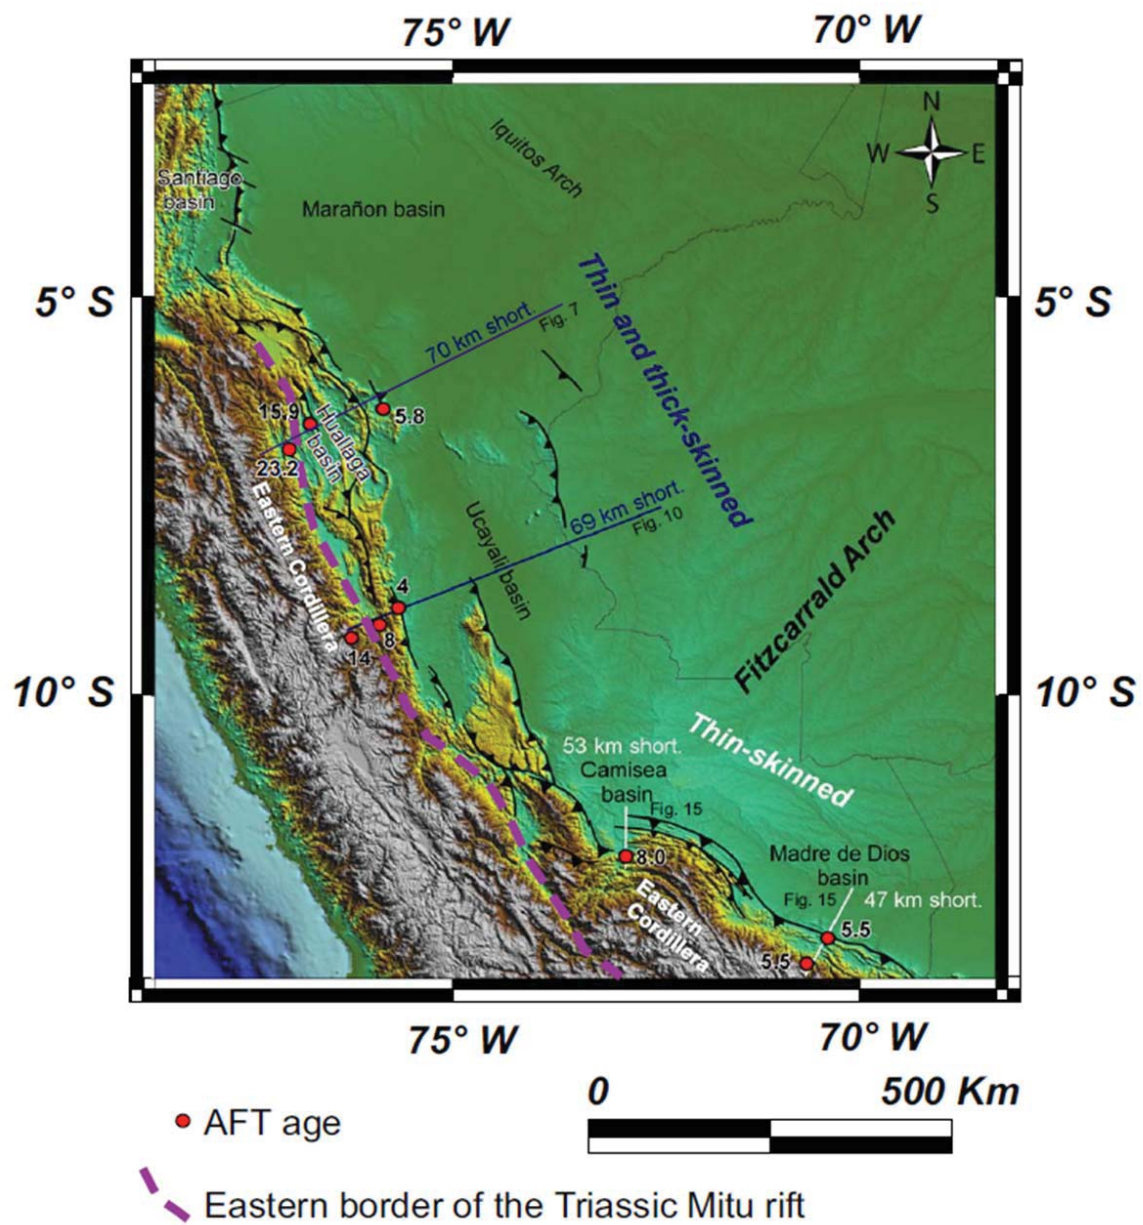 75° W
70° W
N
W
E
S
Iquitos Arch
Santiago
basin
Marañon basin
5° S
5° S
Thin and thick-skinned
70 km short.
Fig. 7
15.9
5.8
Huallaga
basin
23.2
Eastern Cordillera
69 km short.
Fig. 10
Ucayali basin
Fitzcarrald Arch
4
8
14
10° S
10° S
Thin-skinned
53 km short.
Camisea
basin
Fig. 15
8.0
Madre de Dios
basin
Fig. 15
47 km short.
Eastern
Cordillera
5.5
5.5
75° W
70° W
0
500 Km
AFT age
Eastern border of the Triassic Mitu rift